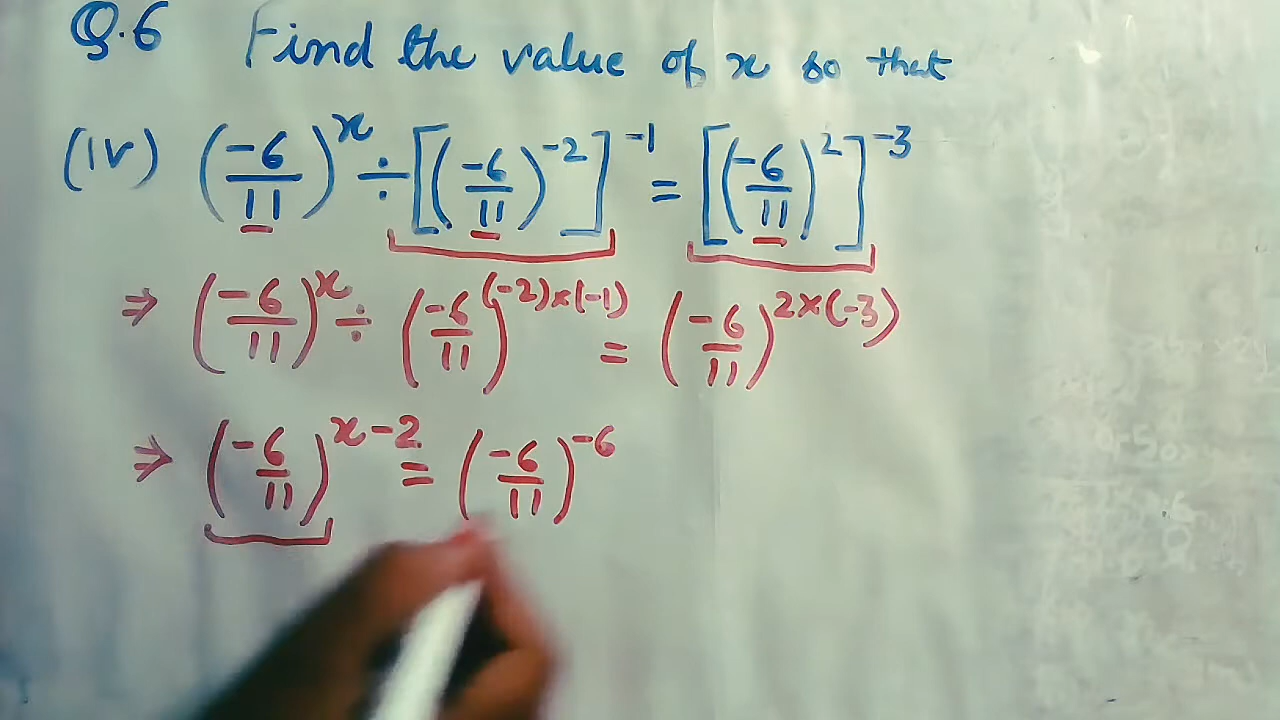 Q.6 Find the value of x so that
(iv) (-6/11)^x ÷ [(-6/11)^-2]^-1 = [(-6/11)^2]^-3
⇒ (-6/11)^x ÷ (-6/11)^(-2)×(-1) = (-6/11)^2×(-3)
⇒ (-6/11)^x-2 = (-6/11)^-6